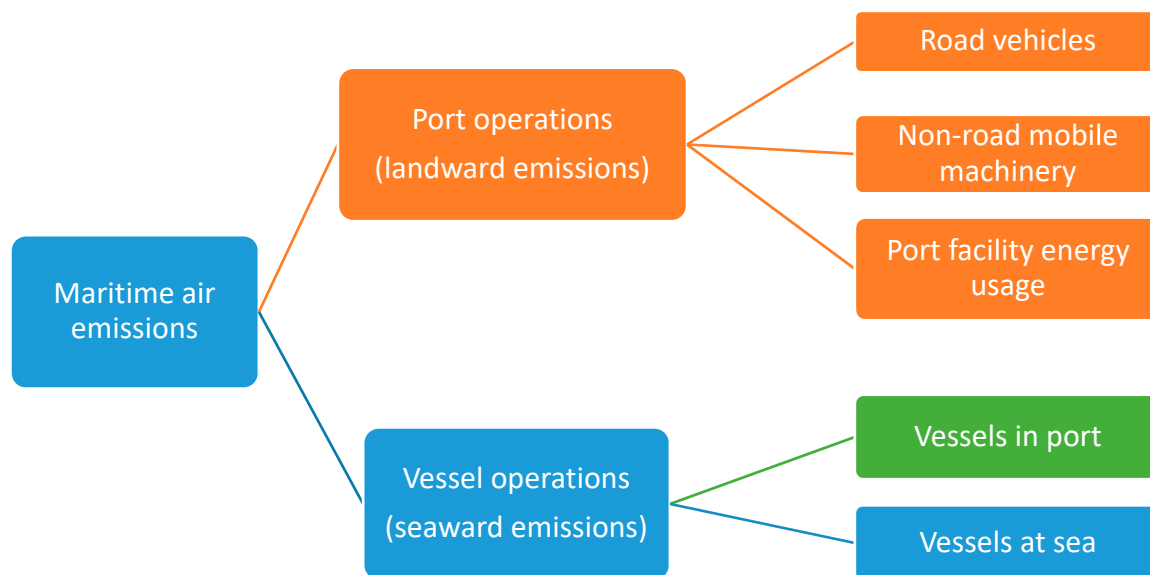 Road vehicles
Port operations
(landward emissions)
Non-road mobile
machinery
Port facility energy
usage
Maritime air
emissions
Vessels in port
Vessel operations
(seaward emissions)
Vessels at sea